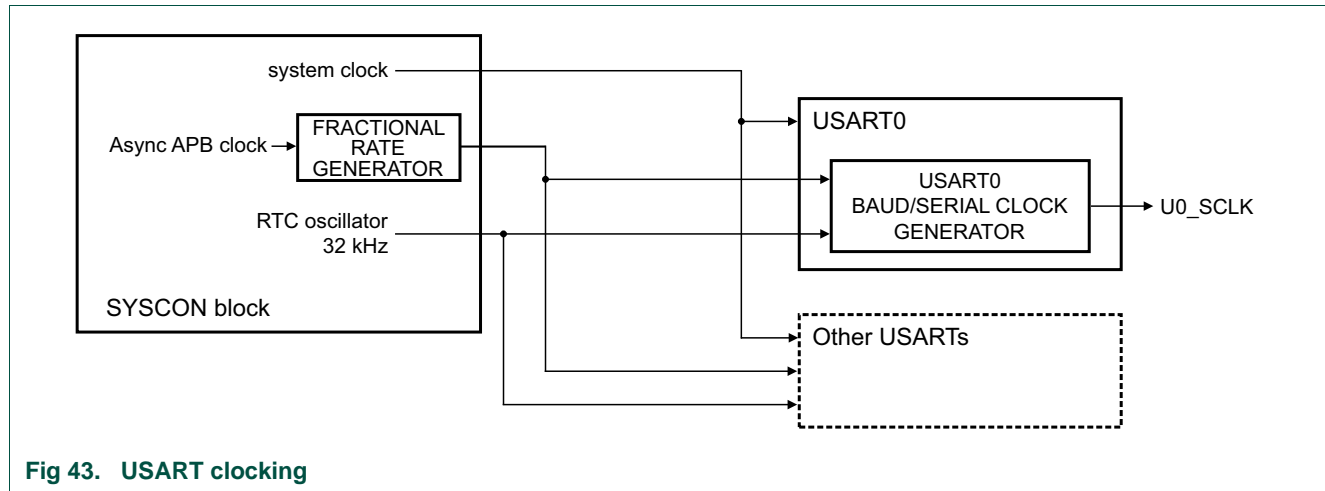 system clock
Async APB clock
FRACTIONAL
RATE
GENERATOR
RTC oscillator
32 kHz
SYSCON block
USART0
USART0
BAUD/SERIAL CLOCK
GENERATOR
U0_SCLK
Other USARTs
Fig 43. USART clocking